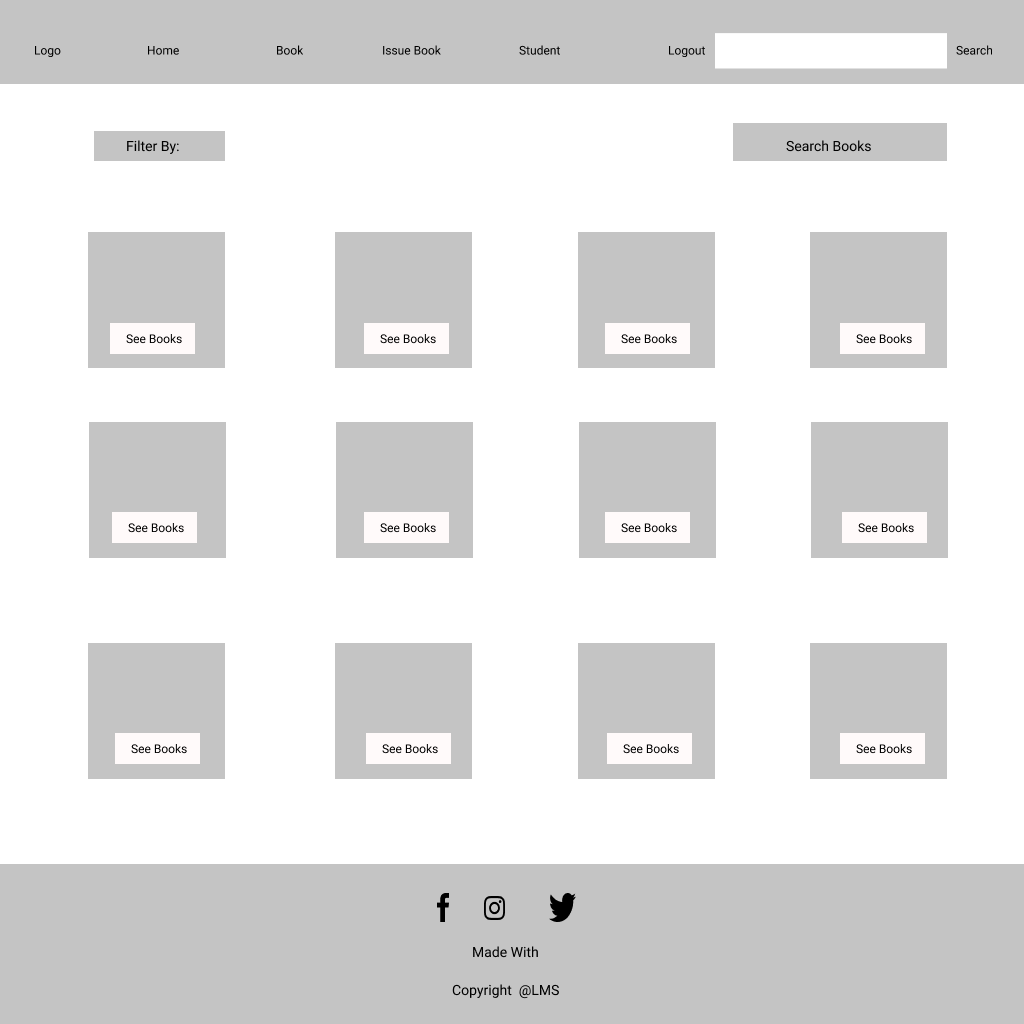 Logo Home Book Issue Book Student Logout Search
Filter By: Search Books
See Books See Books See Books See Books
See Books See Books See Books See Books
See Books See Books See Books See Books
Made With
Copyright @LMS